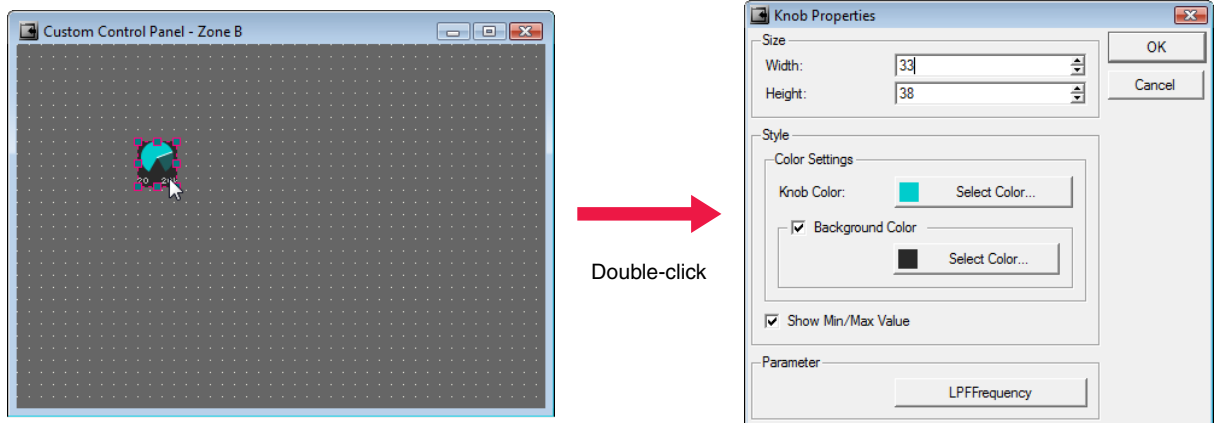 Custom Control Panel - Zone B
20
Double-click
Knob Properties
Size
Width: 33
Height: 38
OK
Cancel
Style
Color Settings
Knob Color: Select Color...
Background Color
Select Color...
Show Min/Max Value
Parameter
LPFFrequency